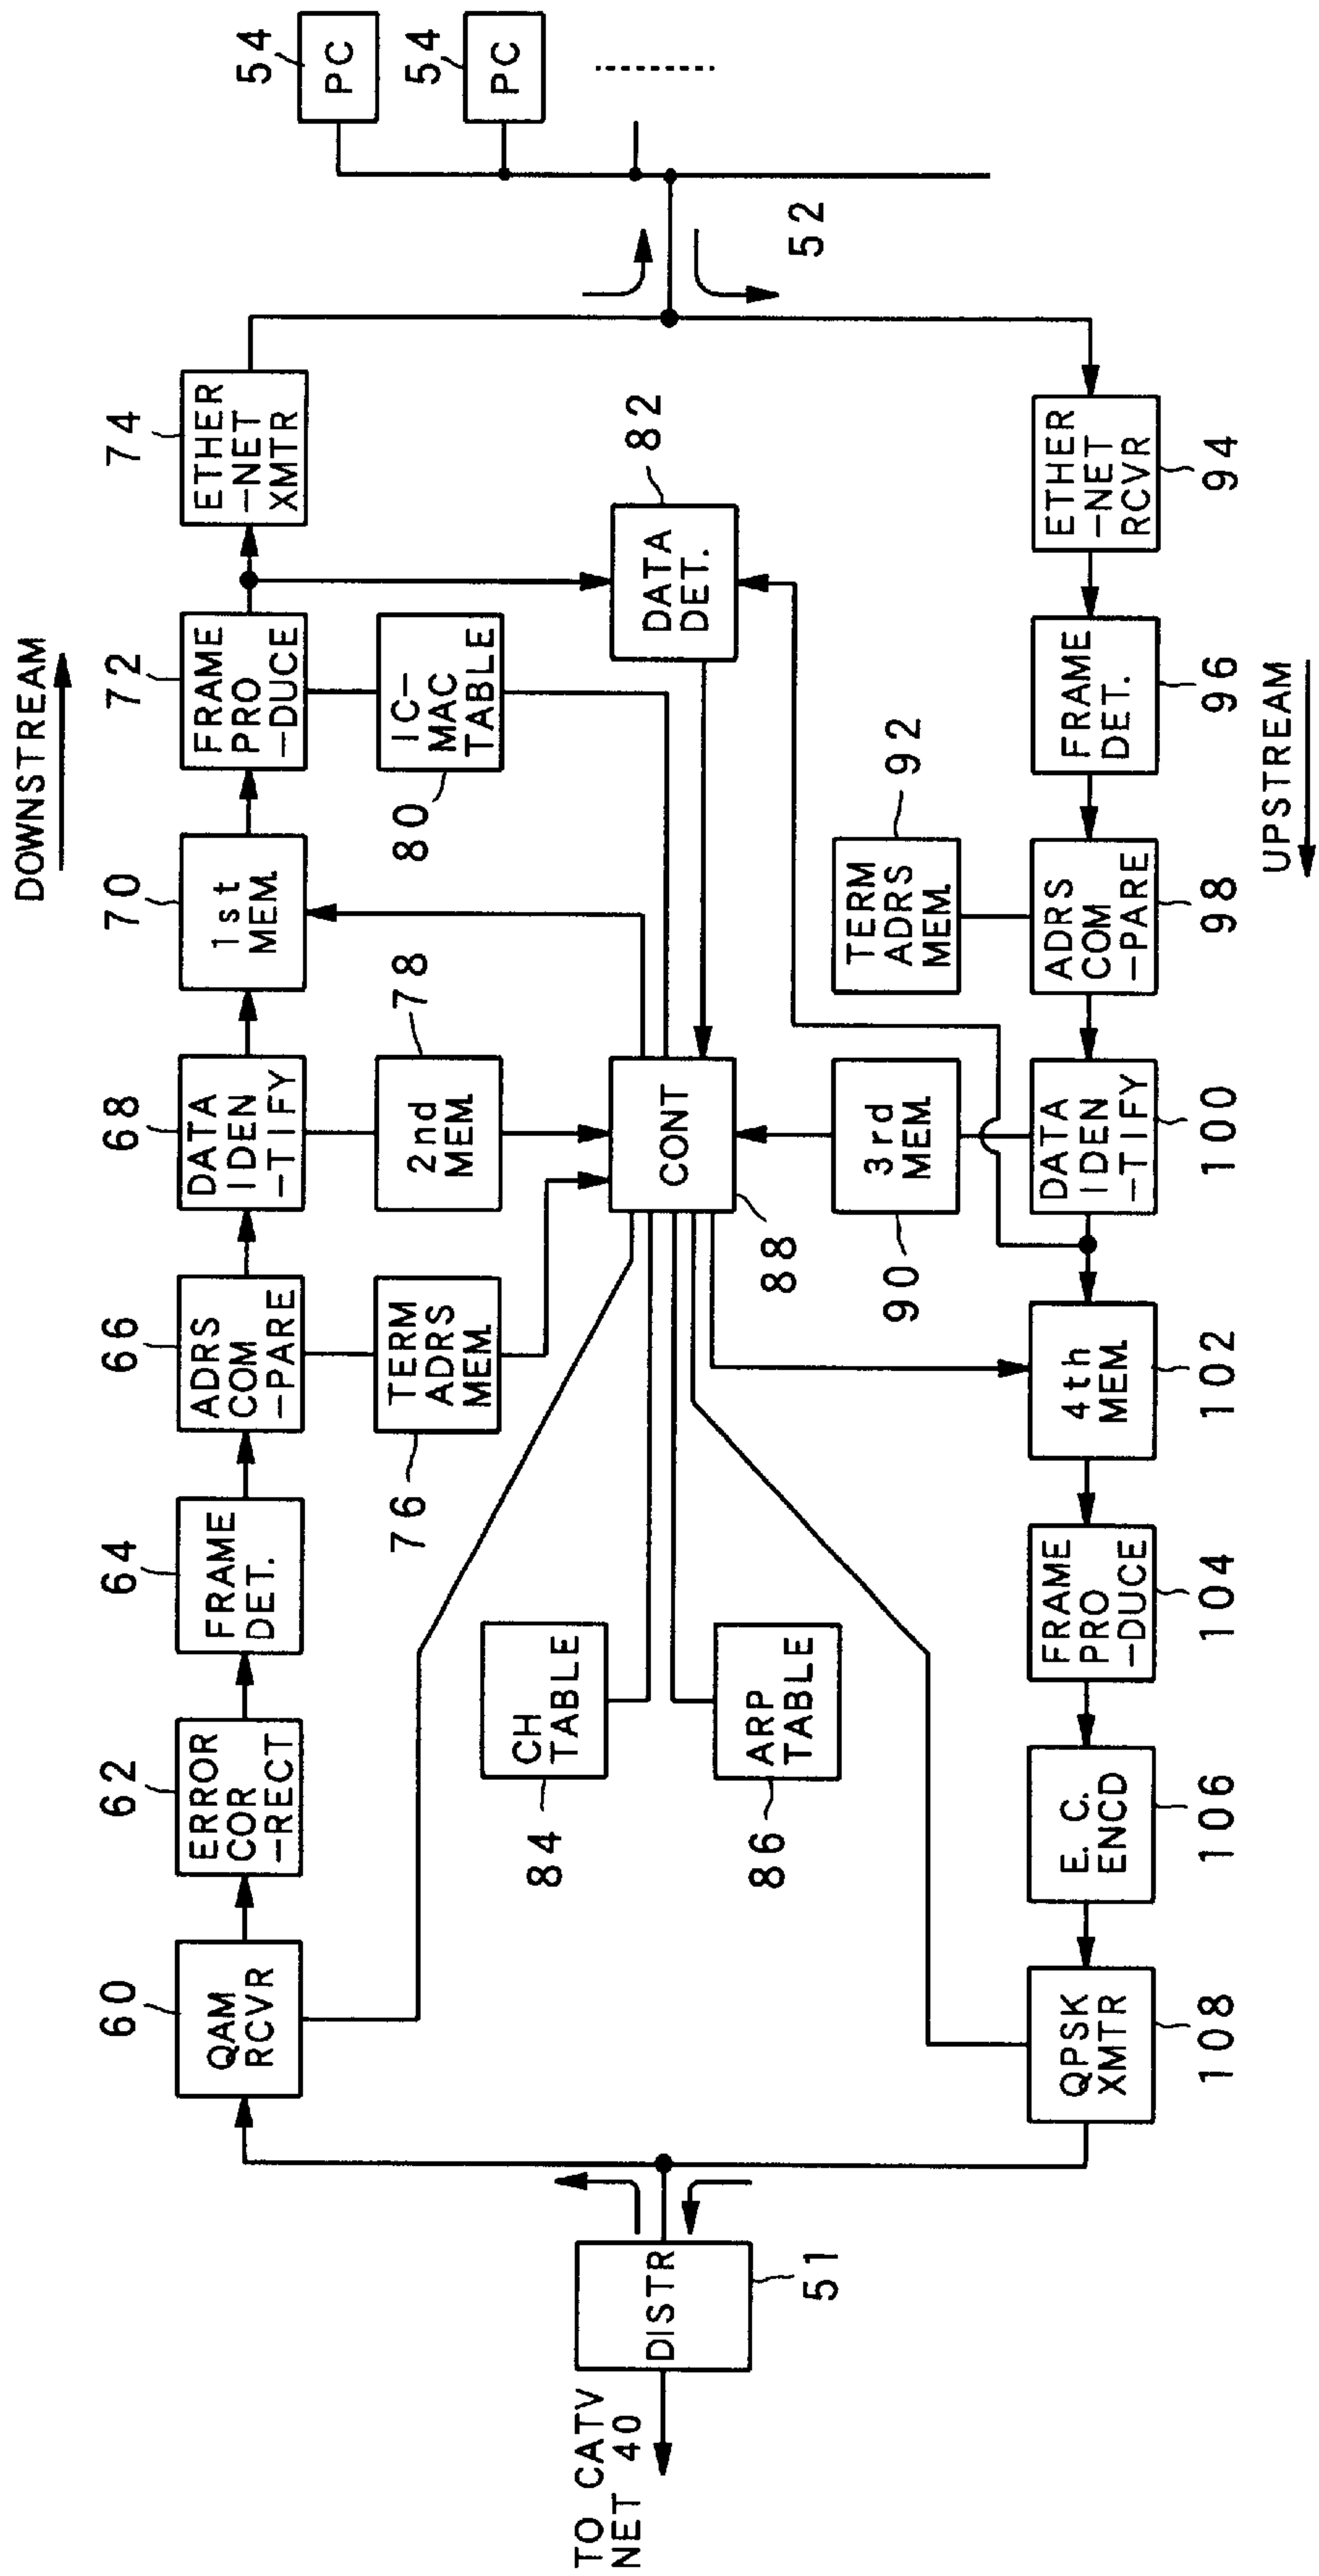 DOWNSTREAM
60
QAM
RCVR
62
ERROR
COR
-RECT
64
FRAME
DET.
66
ADRS
COM
-PARE
68
DATA
IDEN
-TIFY
70
1st
MEM.
72
FRAME
PRO
-DUCE
74
ETHER
-NET
XMTR
54
PC
54
PC
76
TERM
ADRS
MEM.
2nd
MEM.
78
80
IC-
MAC
TABLE
TO CATV
NET 40
DISTR
51
84
CH
TABLE
86
ARP
TABLE
CONT
88
DATA
DET.
82
52
90
3rd
MEM.
TERM
ADRS
MEM.
92
QPSK
XMTR
108
E. C.
ENCD
106
FRAME
PRO
-DUCE
104
4th
MEM.
102
DATA
IDEN
-TIFY
100
ADRS
COM
-PARE
98
FRAME
DET.
96
ETHER
-NET
RCVR
94
UPSTREAM